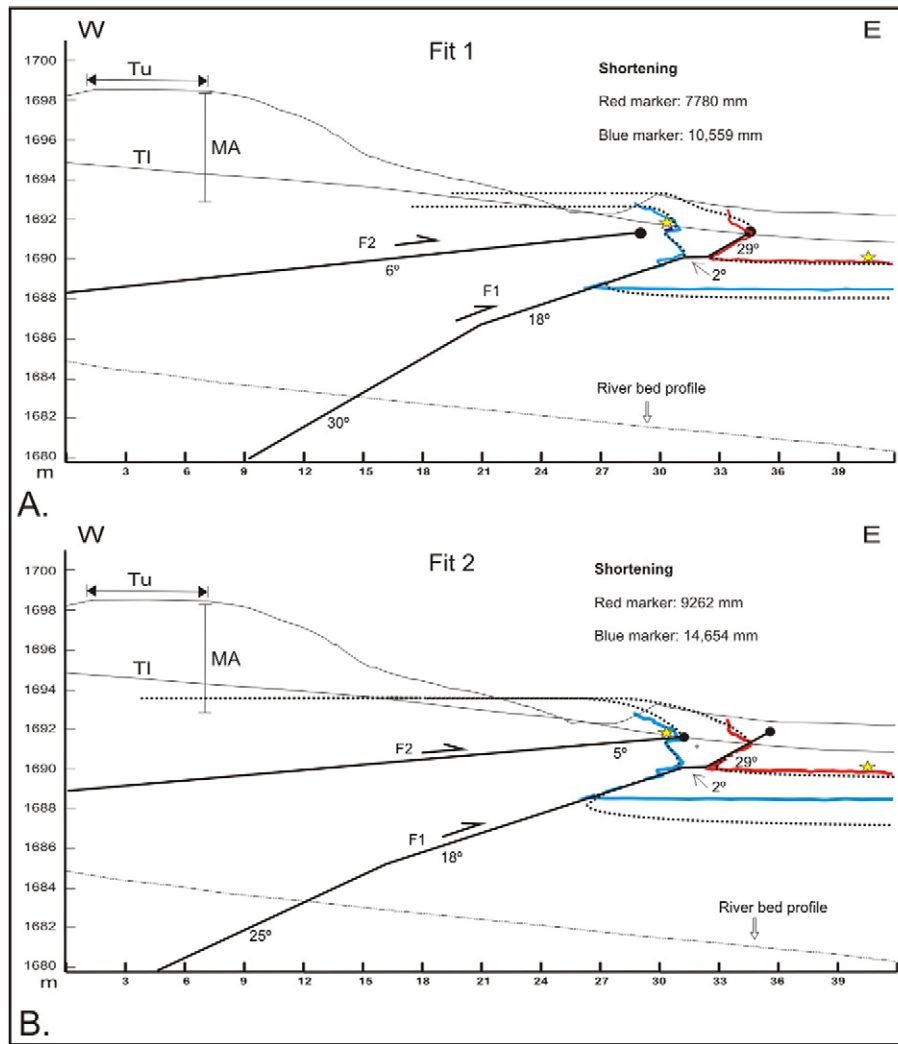 W
E
Fit 1
Shortening
Red marker: 7780 mm
Blue marker: 10,559 mm
Tu
MA
Tl
1700
1698
1696
1694
1692
1690
1688
1686
1684
1682
1680
m
F2
6º
F1
18º
30º
29º
2º
River bed profile
3 6 9 12 15 18 21 24 27 30 33 36 39
A.
W
E
Fit 2
Shortening
Red marker: 9262 mm
Blue marker: 14,654 mm
Tu
MA
Tl
1700
1698
1696
1694
1692
1690
1688
1686
1684
1682
1680
m
F2
5º
F1
18º
25º
29º
2º
River bed profile
3 6 9 12 15 18 21 24 27 30 33 36 39
B.